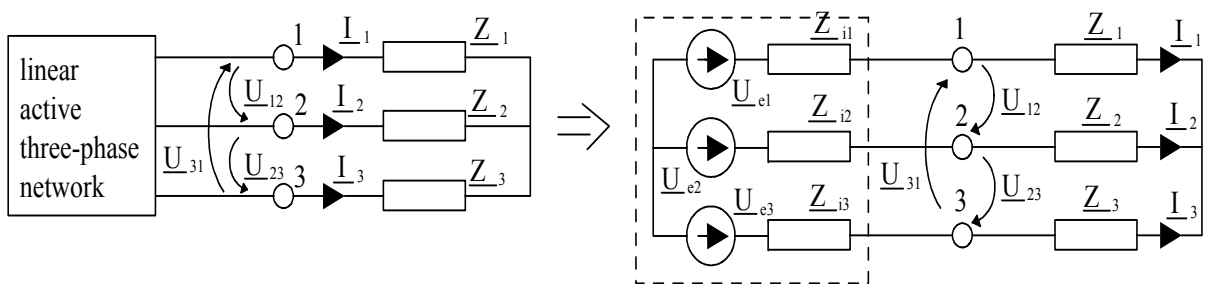 linear
active
three-phase
network
1
I 1
Z 1
U 12
2
I 2
Z 2
U 31
U 23
3
I 3
Z 3
Z i1
U e1
1
Z 1
I 1
U 12
Z i2
2
Z 2
I 2
U e2
U 31
U e3
Z i3
3
U 23
Z 3
I 3